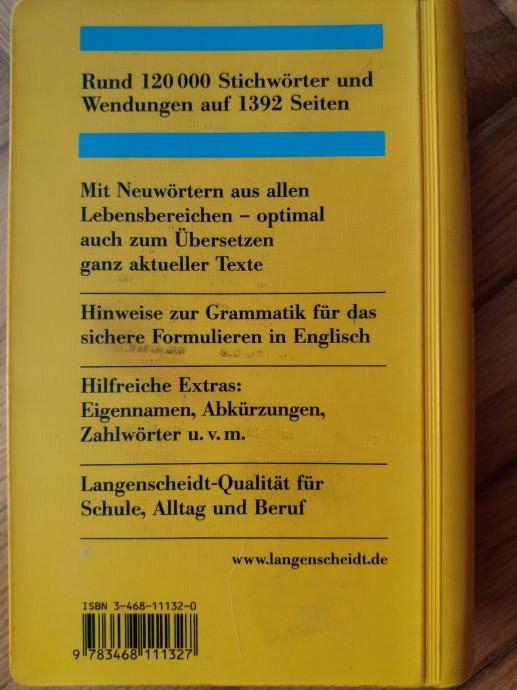 Rund 120 000 Stichwörter und
Wendungen auf 1392 Seiten
Mit Neuwörtern aus allen
Lebensbereichen – optimal
auch zum Übersetzen
ganz aktueller Texte
Hinweise zur Grammatik für das
sichere Formulieren in Englisch
Hilfreiche Extras:
Eigennamen, Abkürzungen,
Zahlwörter u. v. m.
Langenscheidt-Qualität für
Schule, Alltag und Beruf
www.langenscheidt.de
ISBN 3-468-11132-0
9 783468 111327